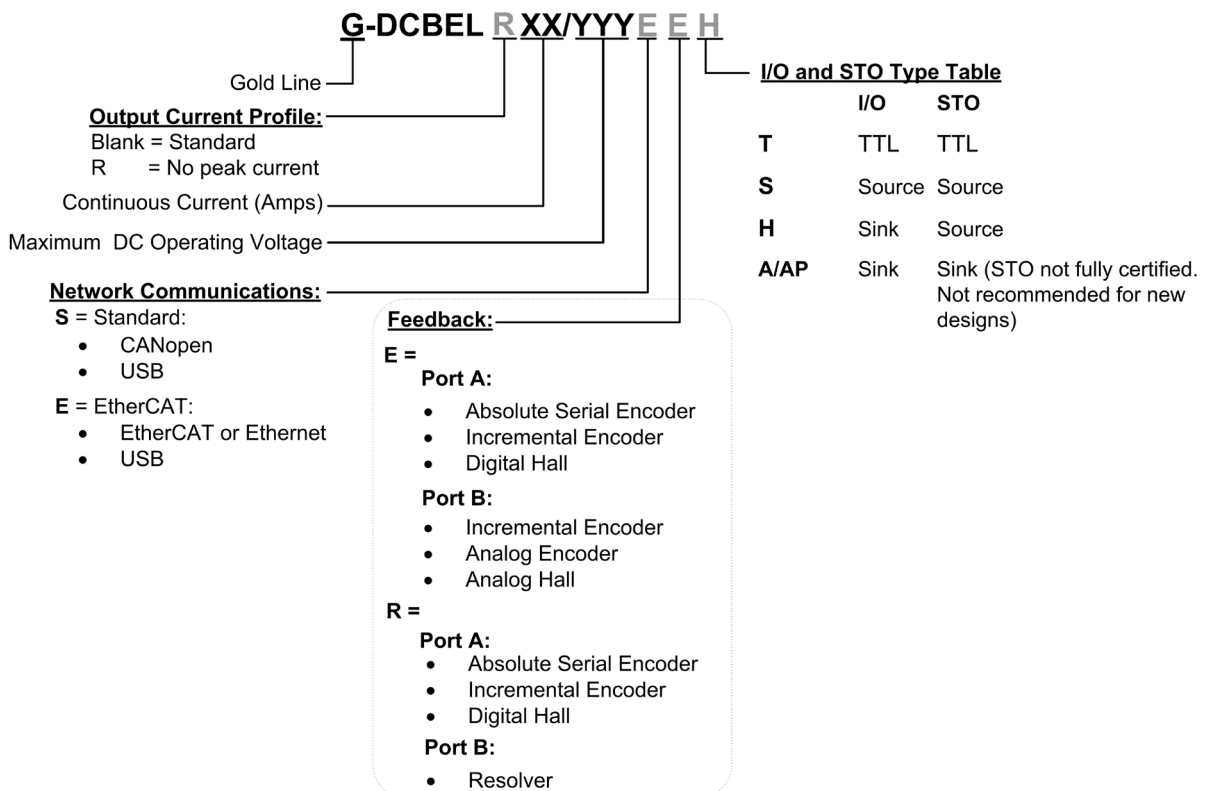 G-DCBEL R XX/YYY E E H
Gold Line
Output Current Profile:
Blank = Standard
R = No peak current
Continuous Current (Amps)
Maximum DC Operating Voltage
Network Communications:
S = Standard:
• CANopen
• USB
E = EtherCAT:
• EtherCAT or Ethernet
• USB
Feedback:
E =
Port A:
• Absolute Serial Encoder
• Incremental Encoder
• Digital Hall
Port B:
• Incremental Encoder
• Analog Encoder
• Analog Hall
R =
Port A:
• Absolute Serial Encoder
• Incremental Encoder
• Digital Hall
Port B:
• Resolver
I/O and STO Type Table
I/O STO
T TTL TTL
S Source Source
H Sink Source
A/AP Sink Sink (STO not fully certified.
Not recommended for new
designs)